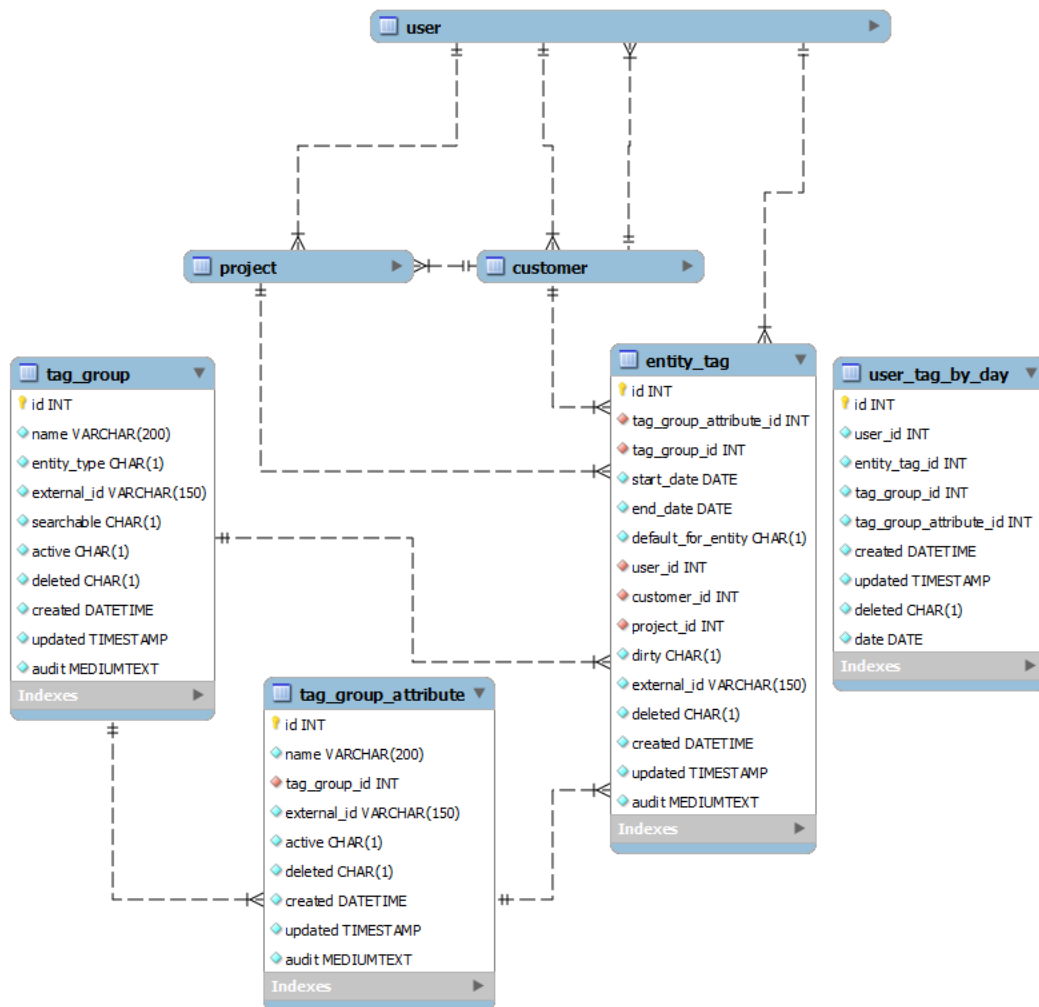 user
project
customer
tag_group
id INT
name VARCHAR(200)
entity_type CHAR(1)
external_id VARCHAR(150)
searchable CHAR(1)
active CHAR(1)
deleted CHAR(1)
created DATETIME
updated TIMESTAMP
audit MEDIUMTEXT
Indexes
tag_group_attribute
id INT
name VARCHAR(200)
tag_group_id INT
external_id VARCHAR(150)
active CHAR(1)
deleted CHAR(1)
created DATETIME
updated TIMESTAMP
audit MEDIUMTEXT
Indexes
entity_tag
id INT
tag_group_attribute_id INT
tag_group_id INT
start_date DATE
end_date DATE
default_for_entity CHAR(1)
user_id INT
customer_id INT
project_id INT
dirty CHAR(1)
external_id VARCHAR(150)
deleted CHAR(1)
created DATETIME
updated TIMESTAMP
audit MEDIUMTEXT
Indexes
user_tag_by_day
id INT
user_id INT
entity_tag_id INT
tag_group_id INT
tag_group_attribute_id INT
created DATETIME
updated TIMESTAMP
deleted CHAR(1)
date DATE
Indexes